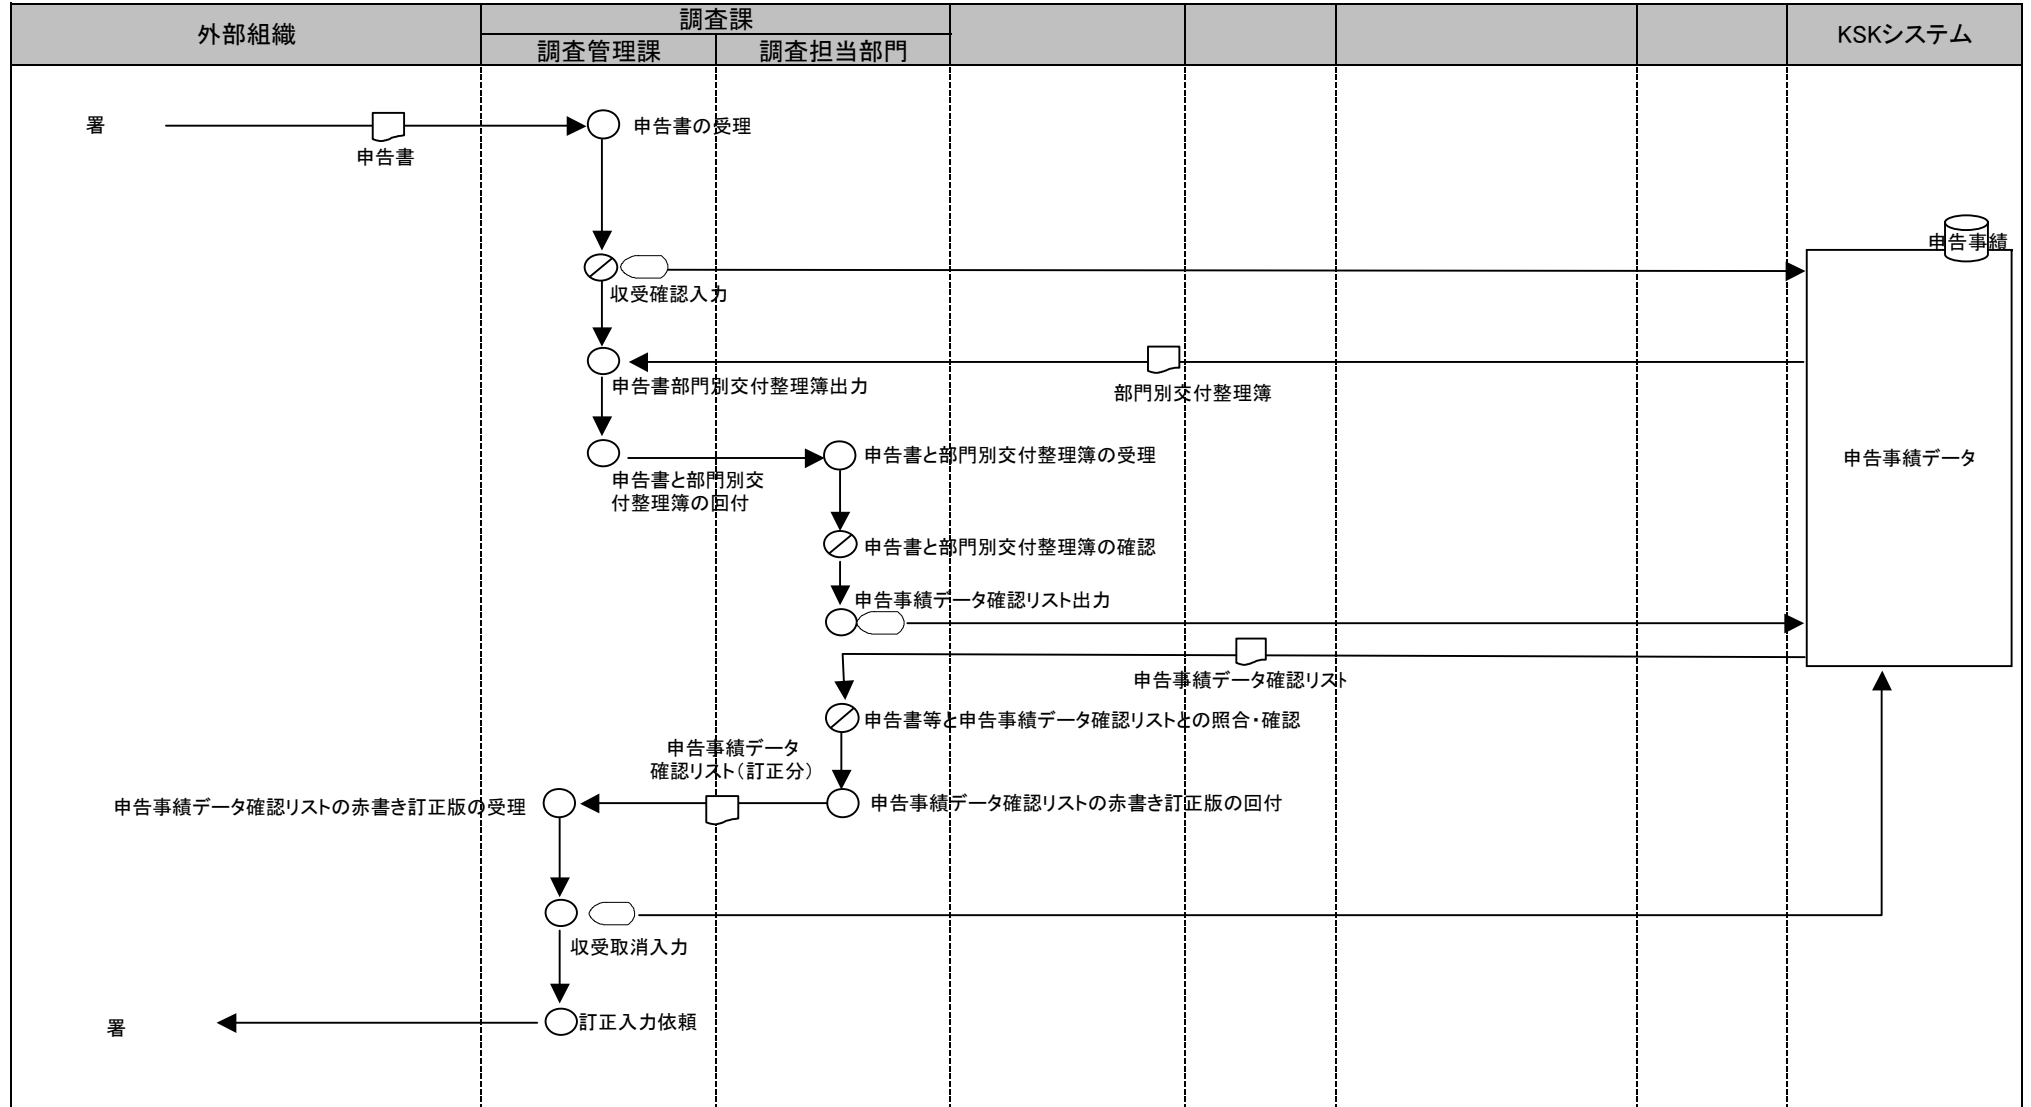 外部組織
調査課
調査管理課
調査担当部門
KSKシステム
署
申告書
申告書の受理
申告事績
収受確認入力
申告書部門別交付整理簿出力
部門別交付整理簿
申告書と部門別交
付整理簿の回付
申告書と部門別交付整理簿の受理
申告事績データ
申告書と部門別交付整理簿の確認
申告事績データ確認リスト出力
申告事績データ確認リスト
申告書等と申告事績データ確認リストとの照合・確認
申告事績データ
確認リスト（訂正分）
申告事績データ確認リストの赤書き訂正版の受理
申告事績データ確認リストの赤書き訂正版の回付
収受取消入力
署
訂正入力依頼